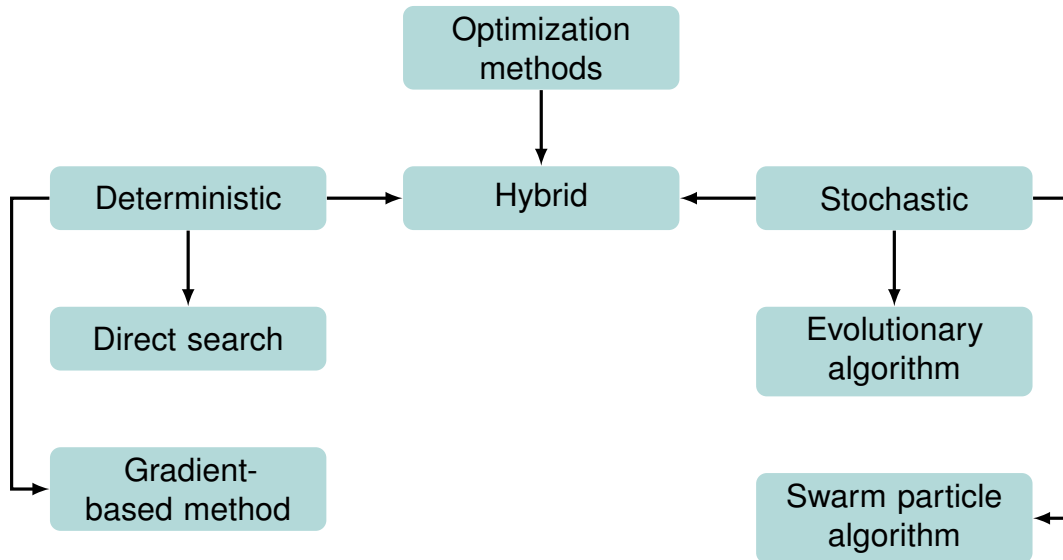 Optimization
methods
Deterministic
Hybrid
Stochastic
Direct search
Evolutionary
algorithm
Gradient-
based method
Swarm particle
algorithm